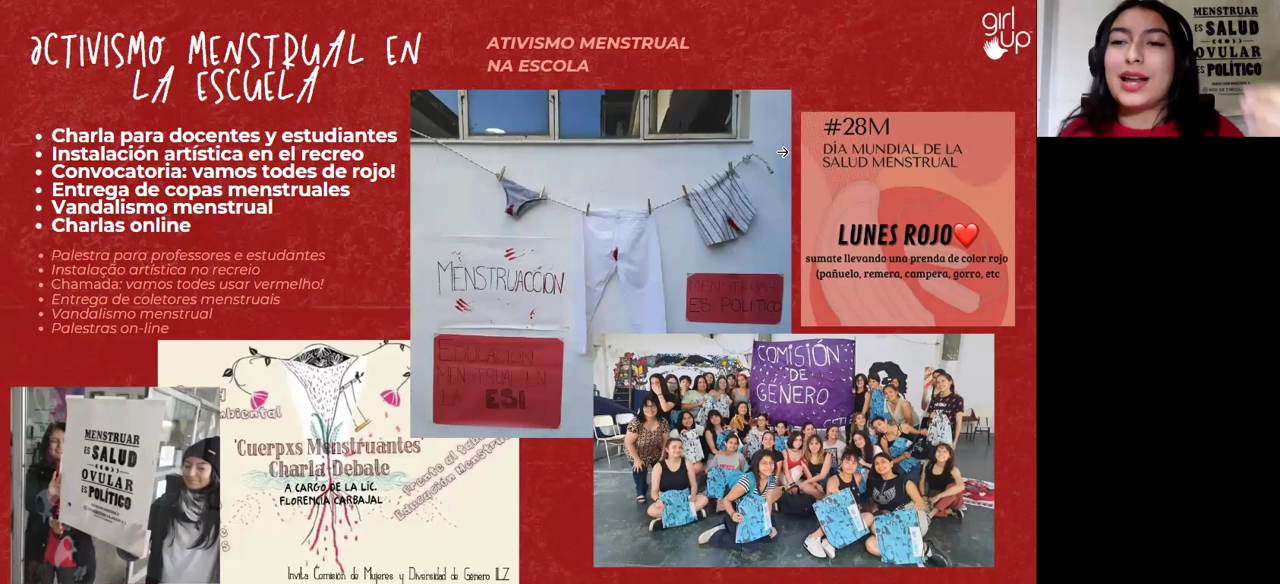 ACTIVISMO MENSTRUAL EN
LA ESCUELA
ATIVISMO MENSTRUAL
NA ESCOLA
girl
up
• Charla para docentes y estudiantes
• Instalación artística en el recreo
• Convocatoria: vamos todes de rojo!
• Entrega de copas menstruales
• Vandalismo menstrual
• Charlas online
• Palestra para professores e estudantes
• Instalação artística no recreio
• Chamada: vamos todes usar vermelho!
• Entrega de coletores menstruais
• Vandalismo menstrual
• Palestras on-line
MENSTRUACCIÓN
MENSTRUAR
ES POLÍTICO
EDUCACIÓN
MENSTRUAL EN
LA ESI
#28M
DÍA MUNDIAL DE LA
SALUD MENSTRUAL
LUNES ROJO❤️
sumate llevando una prenda de color rojo
(pañuelo, remera, campera, gorro, etc
MENSTRUAR
ES SALUD
OVULAR
ES POLÍTICO
MENSTRUAR
ES SALUD
OVULAR
ES POLÍTICO
'Cuerpxs Menstruantes'
Charla-Debate
A CARGO DE LA LIC.
FLORENCIA CARBAJAL
Frente al
Educación Menstrual
Invita Comisión de Mujeres y Diversidad de Género ILZ
COMISIÓN
DE
GÉNERO